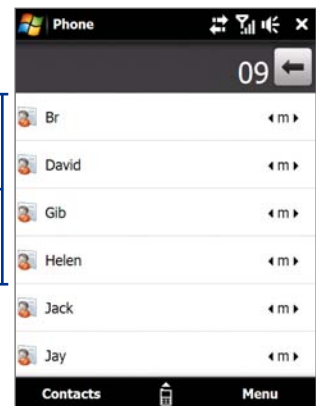 Phone
09
Br m
David m
Gib m
Helen m
Jack m
Jay m
Contacts Menu